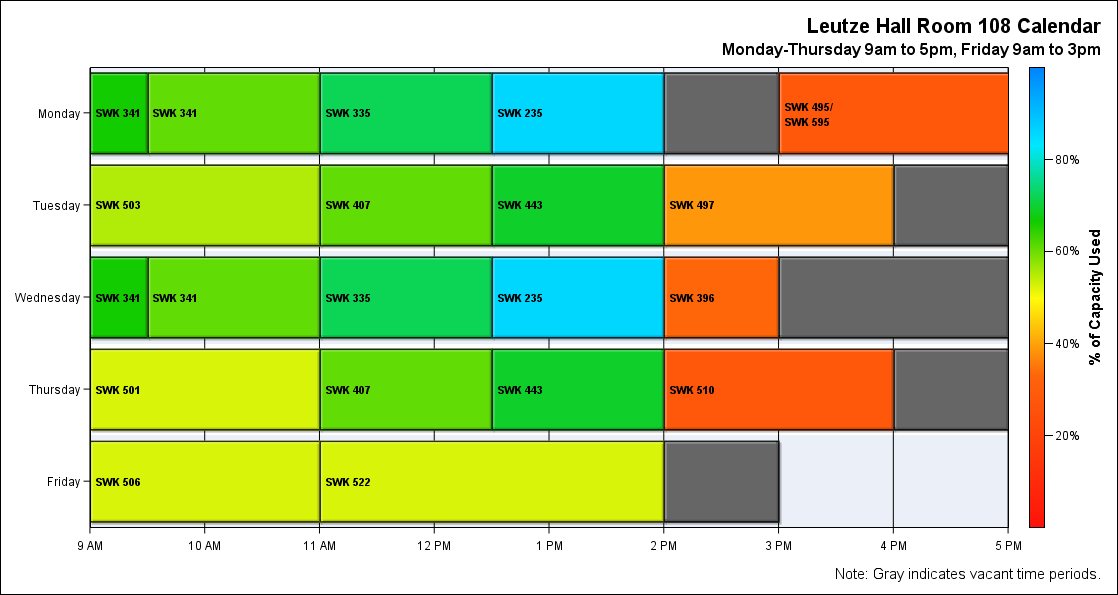 Leutze Hall Room 108 Calendar
Monday-Thursday 9am to 5pm, Friday 9am to 3pm
Monday
SWK 341
SWK 341
SWK 335
SWK 235
SWK 495/
SWK 595
Tuesday
SWK 503
SWK 407
SWK 443
SWK 497
Wednesday
SWK 341
SWK 341
SWK 335
SWK 235
SWK 396
Thursday
SWK 501
SWK 407
SWK 443
SWK 510
Friday
SWK 506
SWK 522
9 AM
10 AM
11 AM
12 PM
1 PM
2 PM
3 PM
4 PM
5 PM
80%
60%
40%
20%
% of Capacity Used
Note: Gray indicates vacant time periods.